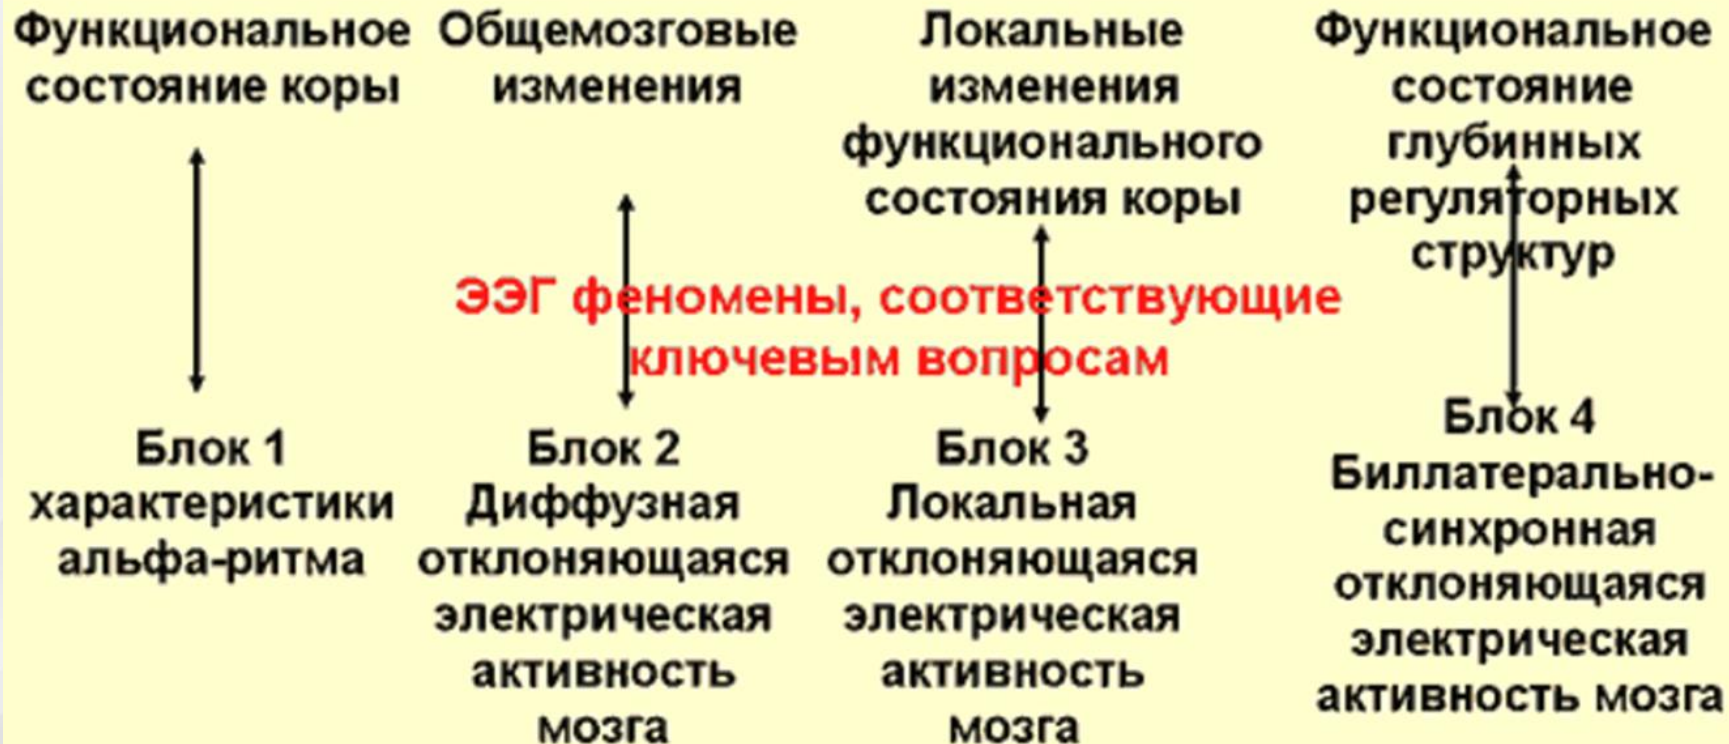 Функциональное
состояние коры
Общемозговые
изменения
Локальные
изменения
функционального
состояния коры
Функциональное
состояние
глубинных
регуляторных
структур
ЭЭГ феномены, соответствующие
ключевым вопросам
Блок 1
характеристики
альфа-ритма
Блок 2
Диффузная
отклоняющаяся
электрическая
активность
мозга
Блок 3
Локальная
отклоняющаяся
электрическая
активность
мозга
Блок 4
Биллатерально-
синхронная
отклоняющаяся
электрическая
активность мозга